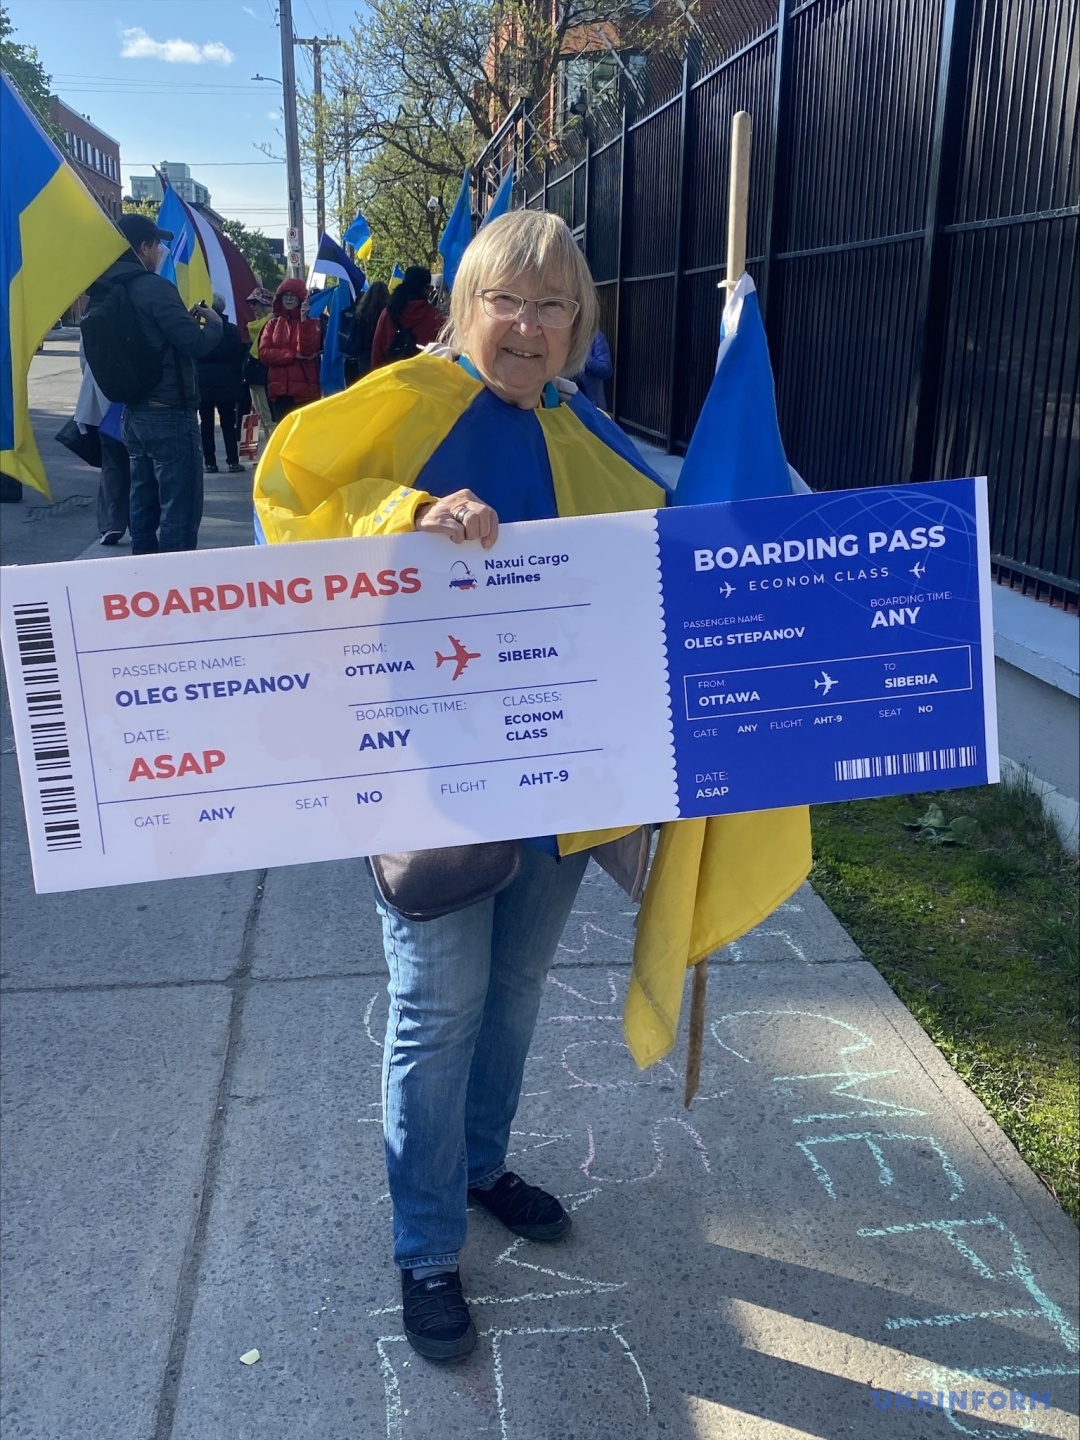 BOARDING PASS
Naxui Cargo
Airlines
PASSENGER NAME:
OLEG STEPANOV
FROM:
OTTAWA
TO:
SIBERIA
DATE:
ASAP
BOARDING TIME:
ANY
CLASSES:
ECONOM
CLASS
GATE ANY SEAT NO FLIGHT AHT-9
BOARDING PASS
ECONOM CLASS
PASSENGER NAME:
OLEG STEPANOV
BOARDING TIME:
ANY
FROM:
OTTAWA
TO:
SIBERIA
GATE ANY FLIGHT AHT-9 SEAT NO
DATE:
ASAP
UKRINFORM